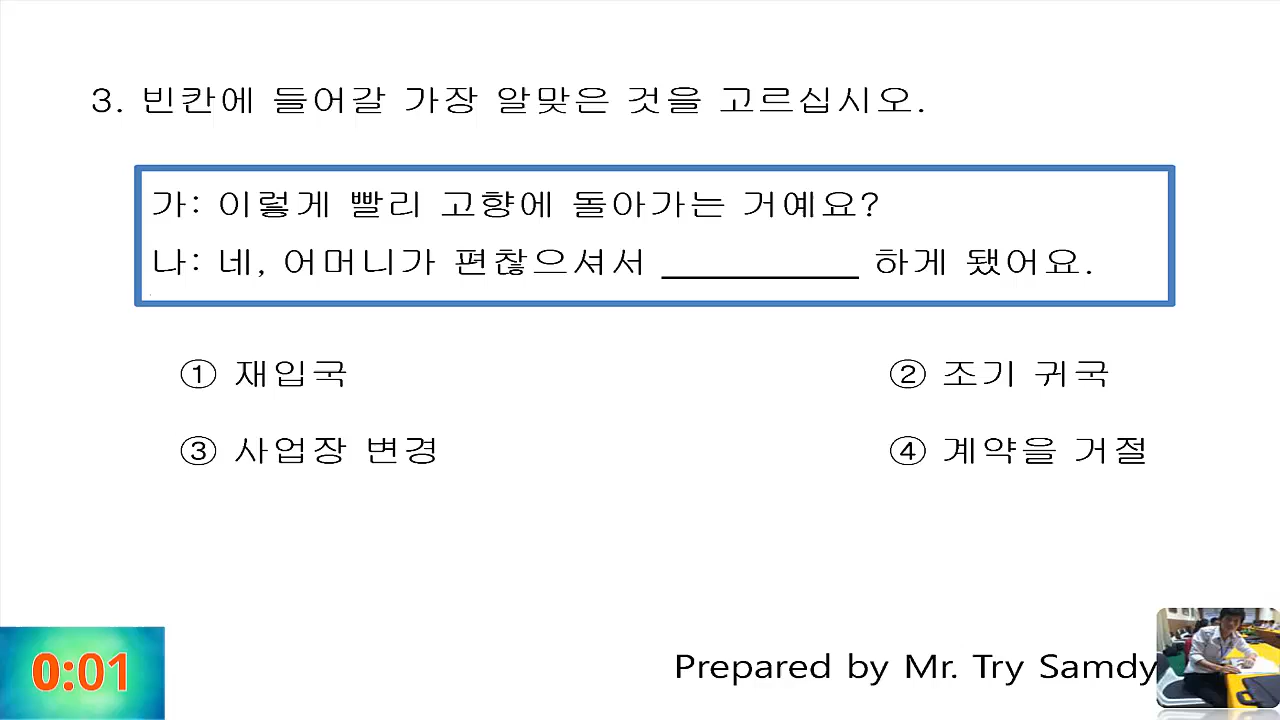 3. 빈칸에 들어갈 가장 알맞은 것을 고르십시오.
가: 이렇게 빨리 고향에 돌아가는 거예요?
나: 네, 어머니가 편찮으셔서 __________ 하게 됐어요.
① 재입국 ② 조기 귀국
③ 사업장 변경 ④ 계약을 거절
0:01 Prepared by Mr. Try Samdy